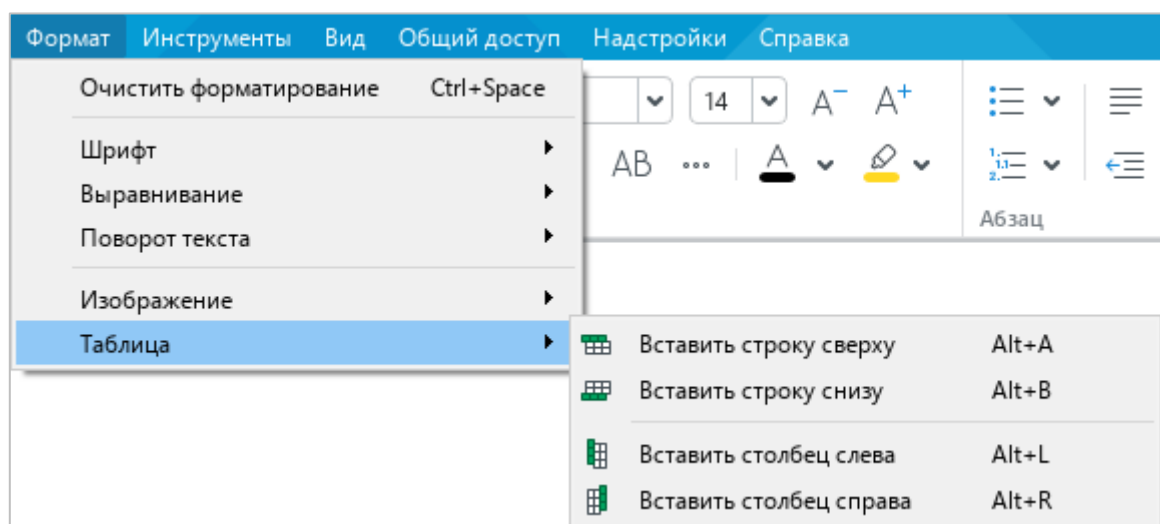 Формат Инструменты Вид Общий доступ Надстройки Справка
Очистить форматирование Ctrl+Space
14 A− A+
Шрифт
AB ••• A
Выравнивание
Поворот текста
Абзац
Изображение
Таблица
Вставить строку сверху Alt+A
Вставить строку снизу Alt+B
Вставить столбец слева Alt+L
Вставить столбец справа Alt+R